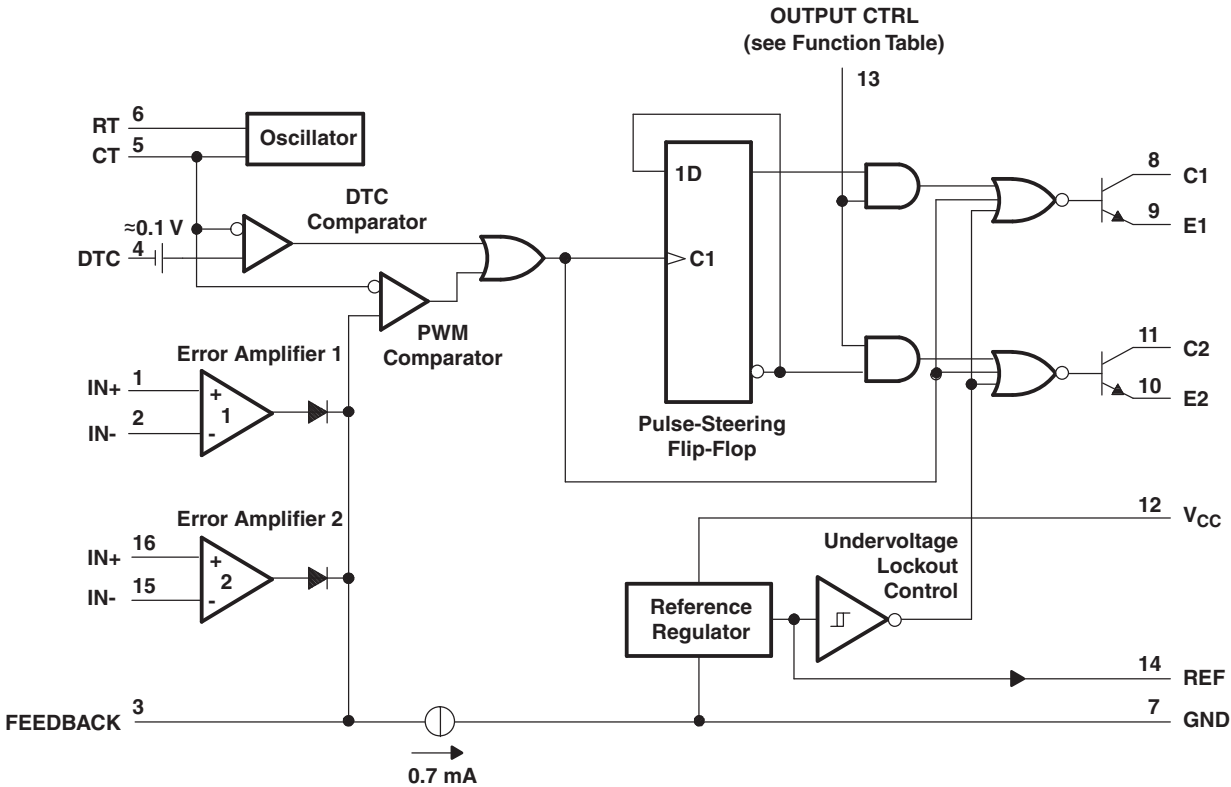 OUTPUT CTRL
(see Function Table)
13
6
RT
Oscillator
5
CT
DTC
Comparator
≈0.1 V
4
DTC
PWM
Comparator
1D
C1
Pulse-Steering
Flip-Flop
8
C1
9
E1
11
C2
10
E2
Error Amplifier 1
1
IN+
+
1
2
IN-
-
Error Amplifier 2
16
IN+
+
2
15
IN-
-
12
VCC
Undervoltage
Lockout
Control
Reference
Regulator
14
REF
3
FEEDBACK
7
GND
0.7 mA